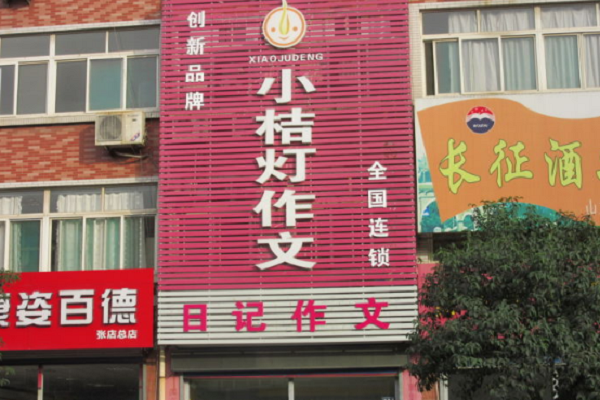 创新品牌
XIAOJUDENG
小桔灯作文
全国连锁
日记作文
姿百德
张店总店
长征酒
山